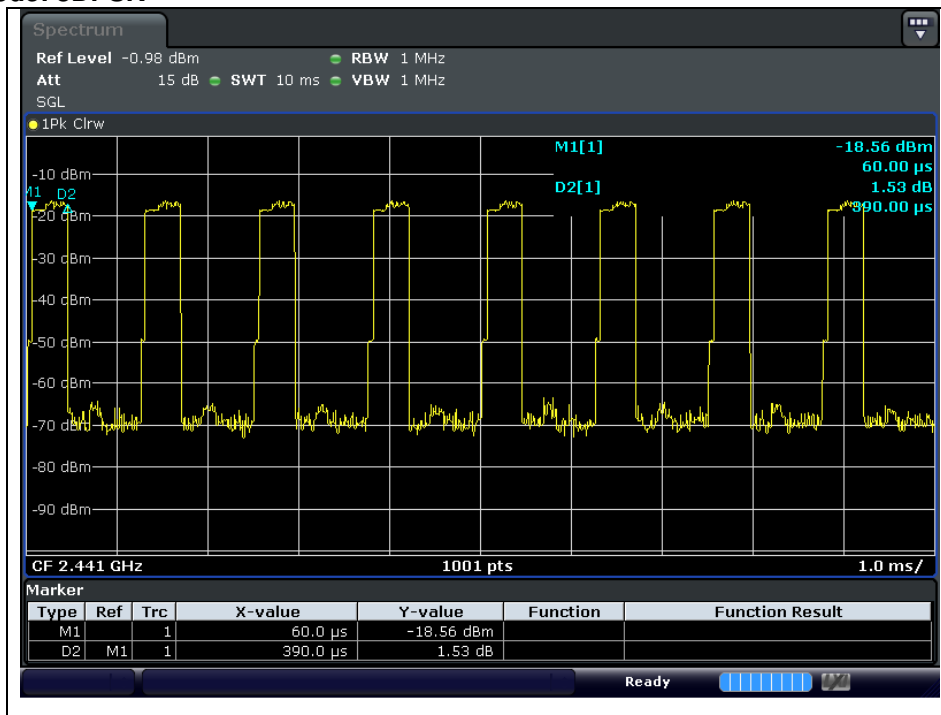 Spectrum
Ref Level -0.98 dBm RBW 1 MHz
Att 15 dB SWT 10 ms VBW 1 MHz
SGL
1Pk Clrw
M1[1] -18.56 dBm
60.00 µs
D2[1] 1.53 dB
390.00 µs
-10 dBm
M1 D2
-20 dBm
-30 dBm
-40 dBm
-50 dBm
-60 dBm
-70 dBm
-80 dBm
-90 dBm
CF 2.441 GHz 1001 pts 1.0 ms/
Marker
Type Ref Trc X-value Y-value Function Function Result
M1 1 60.0 µs -18.56 dBm
D2 M1 1 390.0 µs 1.53 dB
Ready